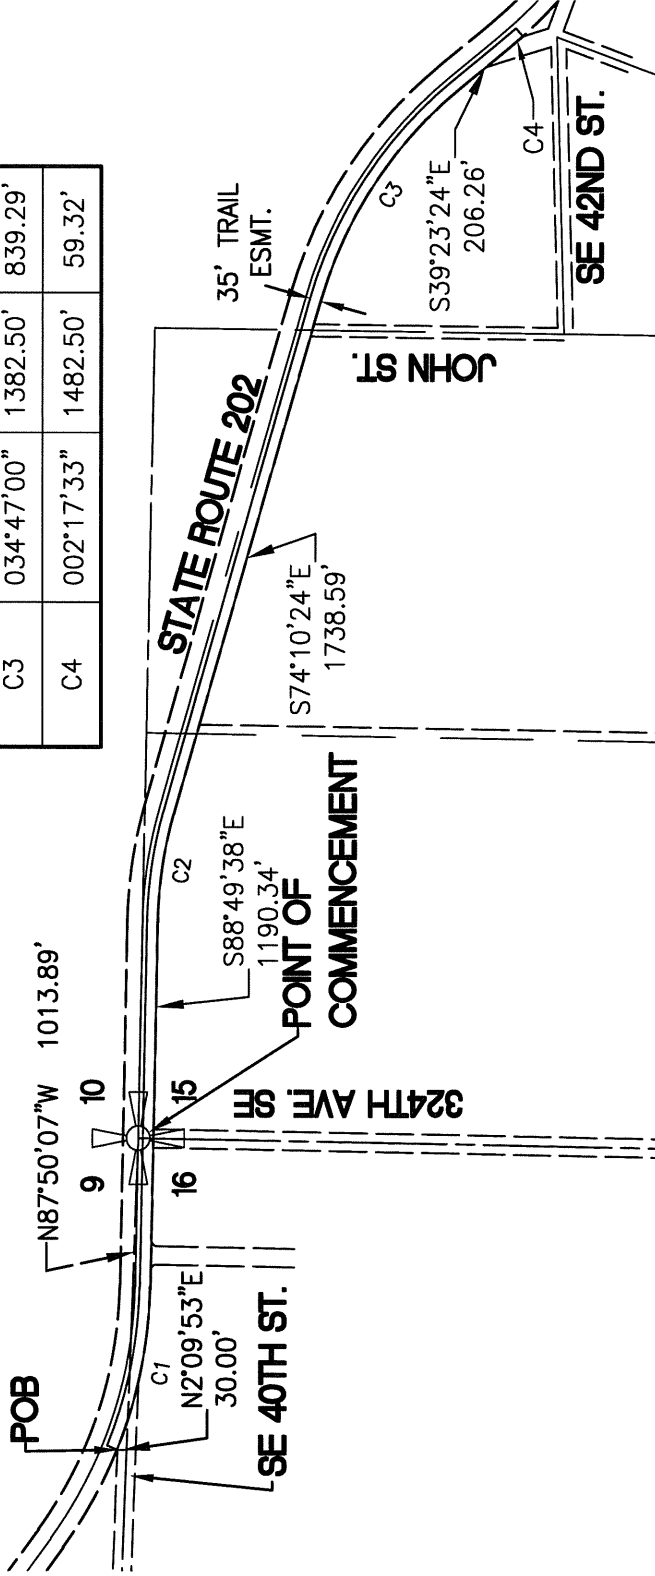 C3 034°47'00" 1382.50' 839.29'
C4 002°17'33" 1482.50' 59.32'
POB
N87°50'07"W 1013.89'
9
10
16
15
C1
N2°09'53"E
30.00'
SE 40TH ST.
324TH AVE. SE
POINT OF
COMMENCEMENT
S88°49'38"E
1190.34'
C2
STATE ROUTE 202
S74°10'24"E
1738.59'
35' TRAIL
ESMT.
JOHN ST.
C3
S39°23'24"E
206.26'
C4
SE 42ND ST.